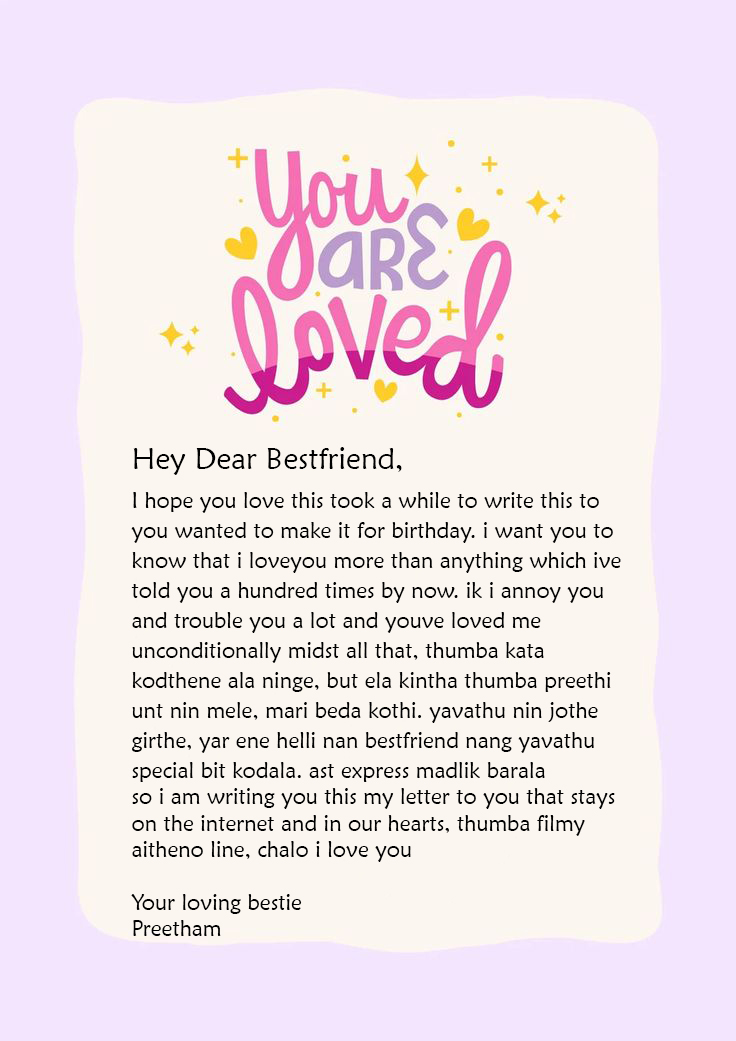 You
are
loved
Hey Dear Bestfriend,
I hope you love this took a while to write this to
you wanted to make it for birthday. i want you to
know that i loveyou more than anything which ive
told you a hundred times by now. ik i annoy you
and trouble you a lot and youve loved me
unconditionally midst all that, thumba kata
kodthene ala ninge, but ela kintha thumba preethi
unt nin mele, mari beda kothi. yavathu nin jothe
girthe, yar ene helli nan bestfriend nang yavathu
special bit kodala. ast express madlik barala
so i am writing you this my letter to you that stays
on the internet and in our hearts, thumba filmy
aitheno line, chalo i love you
Your loving bestie
Preetham